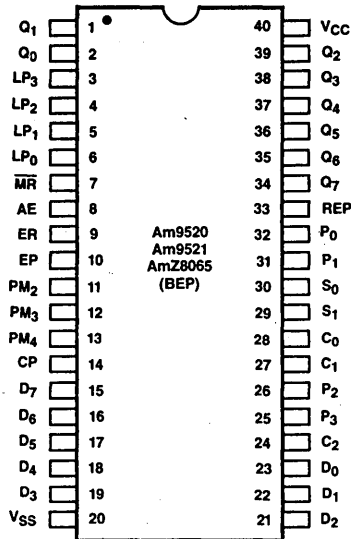 Q1 1 40 VCC
Q0 2 39 Q2
LP3 3 38 Q3
LP2 4 37 Q4
LP1 5 36 Q5
LP0 6 35 Q6
M̅R̅ 7 34 Q7
AE 8 33 REP
ER 9 Am9520 32 P0
EP 10 Am9521 31 P1
PM2 11 AmZ8065 30 S0
PM3 12 (BEP) 29 S1
PM4 13 28 C0
CP 14 27 C1
D7 15 26 P2
D6 16 25 P3
D5 17 24 C2
D4 18 23 D0
D3 19 22 D1
VSS 20 21 D2